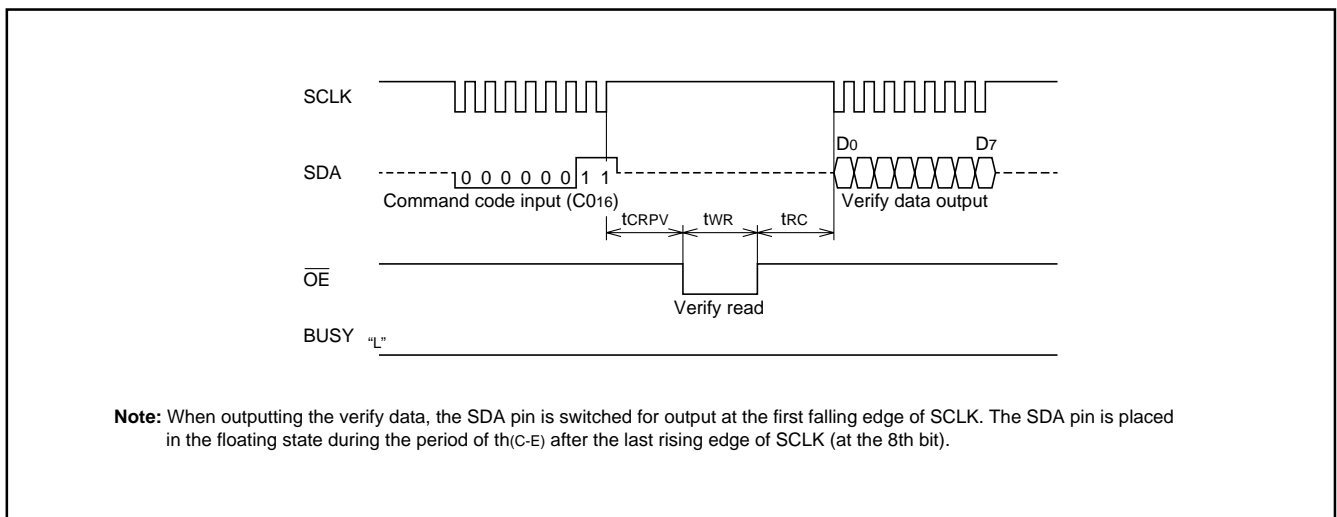 SCLK
D0 D7
SDA
0 0 0 0 0 0 1 1
Command code input (C016)
Verify data output
tCRPV tWR tRC
OE
Verify read
BUSY “L”
Note: When outputting the verify data, the SDA pin is switched for output at the first falling edge of SCLK. The SDA pin is placed
in the floating state during the period of th(C-E) after the last rising edge of SCLK (at the 8th bit).